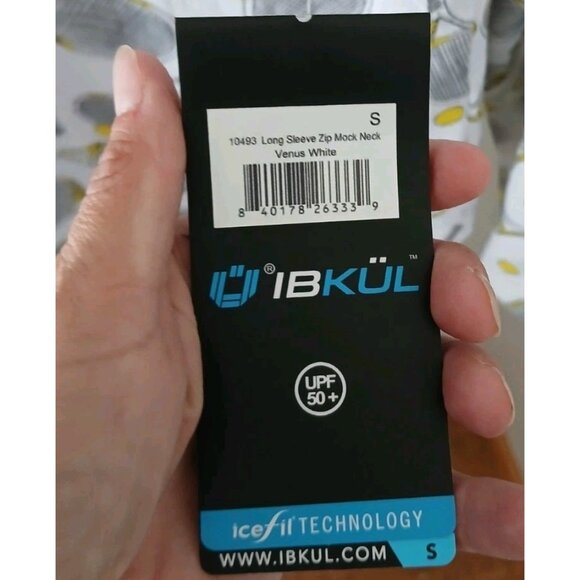 S
10493 Long Sleeve Zip Mock Neck
Venus White
8 40178 26333 9
® IBKÜL™
UPF
50+
icefil® TECHNOLOGY
WWW.IBKUL.COM S